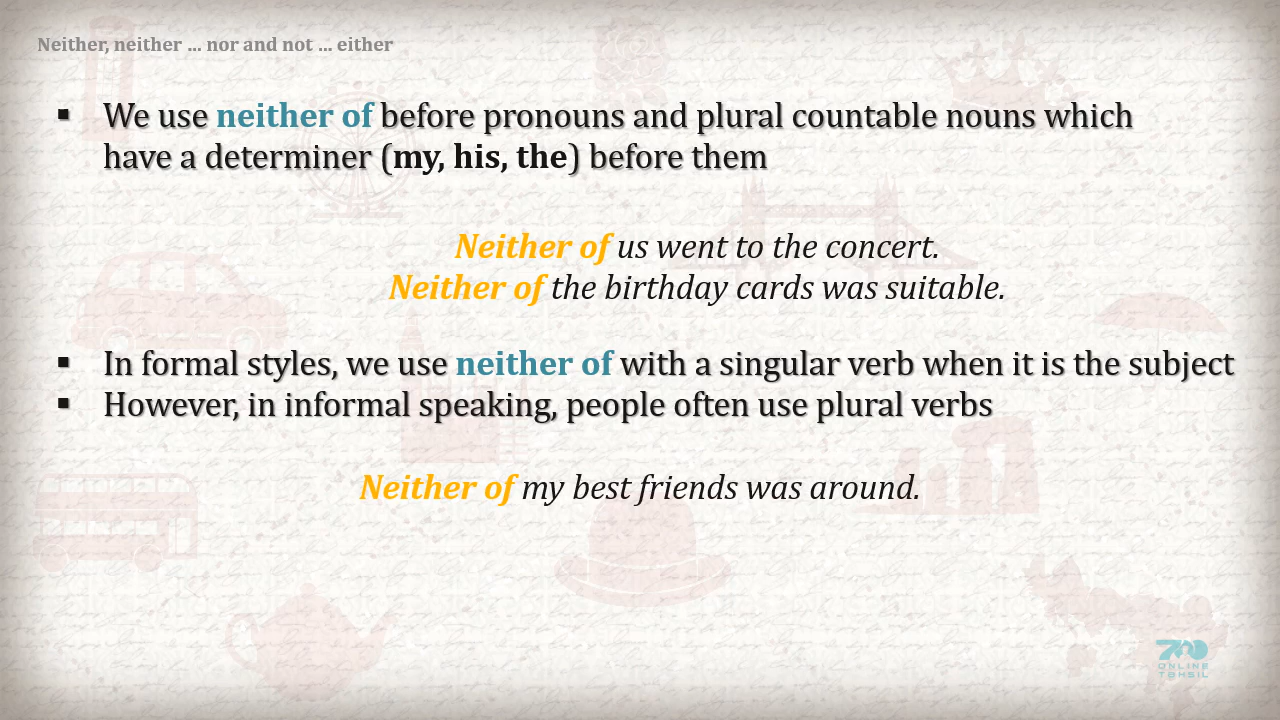 Neither, neither ... nor and not ... either
▪ We use neither of before pronouns and plural countable nouns which
have a determiner (my, his, the) before them
Neither of us went to the concert.
Neither of the birthday cards was suitable.
▪ In formal styles, we use neither of with a singular verb when it is the subject
▪ However, in informal speaking, people often use plural verbs
Neither of my best friends was around.
700
ONLINE
TAHSIL